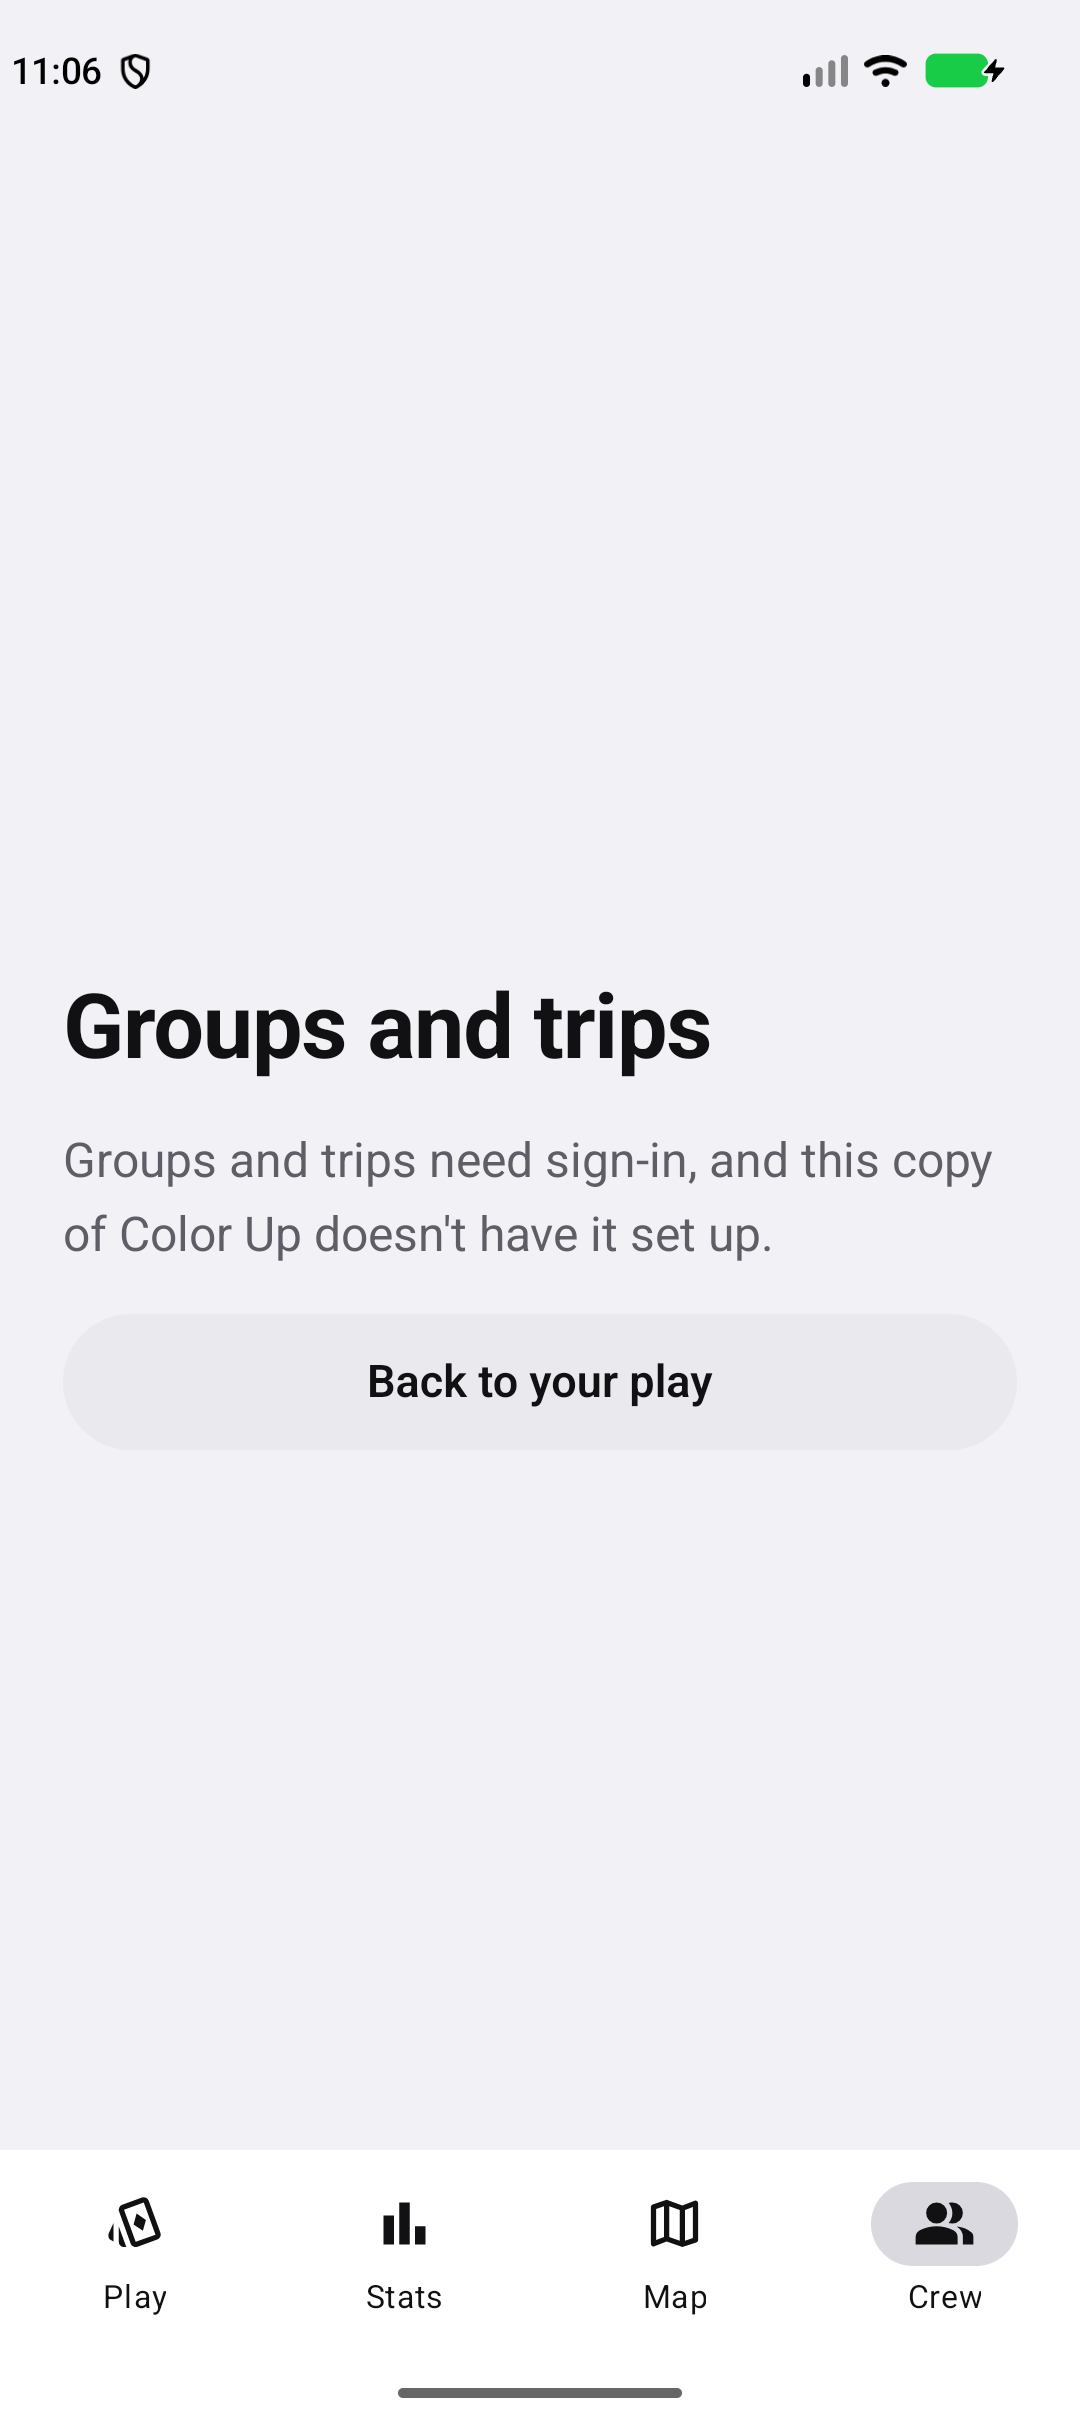 11:06
Groups and trips
Groups and trips need sign-in, and this copy
of Color Up doesn't have it set up.
Back to your play
Play
Stats
Map
Crew